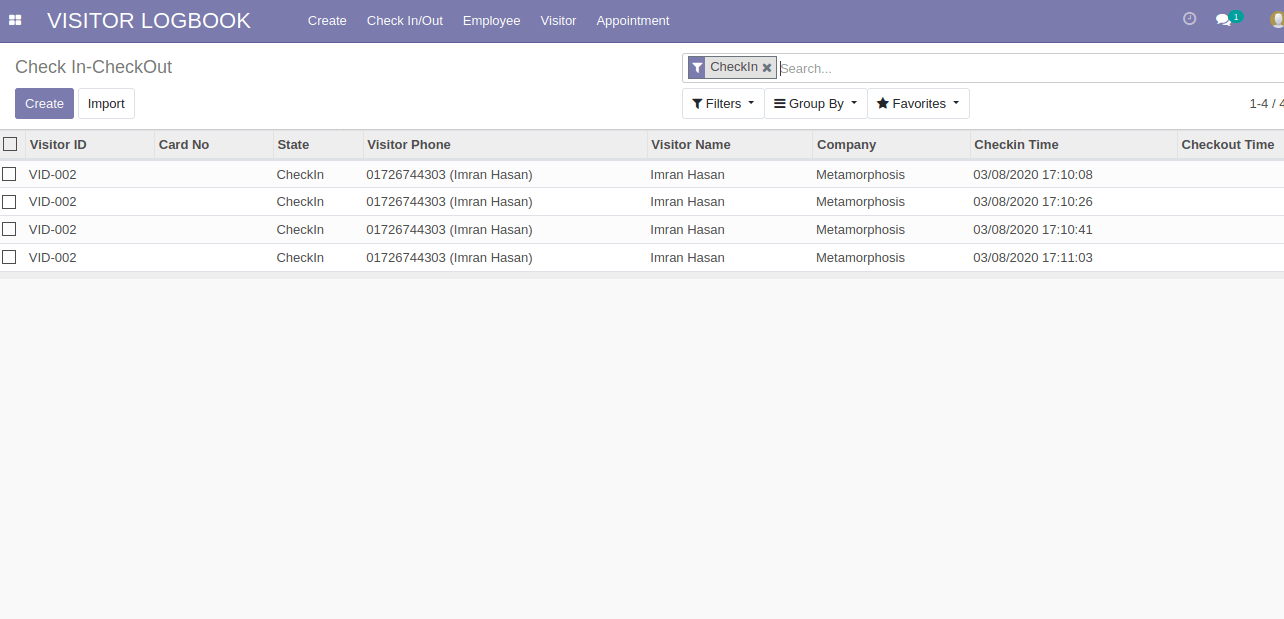 VISITOR LOGBOOK Create Check In/Out Employee Visitor Appointment 1
Check In-CheckOut CheckIn Search...
Create Import Filters Group By Favorites 1-4 / 4
Visitor ID Card No State Visitor Phone Visitor Name Company Checkin Time Checkout Time
VID-002 CheckIn 01726744303 (Imran Hasan) Imran Hasan Metamorphosis 03/08/2020 17:10:08
VID-002 CheckIn 01726744303 (Imran Hasan) Imran Hasan Metamorphosis 03/08/2020 17:10:26
VID-002 CheckIn 01726744303 (Imran Hasan) Imran Hasan Metamorphosis 03/08/2020 17:10:41
VID-002 CheckIn 01726744303 (Imran Hasan) Imran Hasan Metamorphosis 03/08/2020 17:11:03